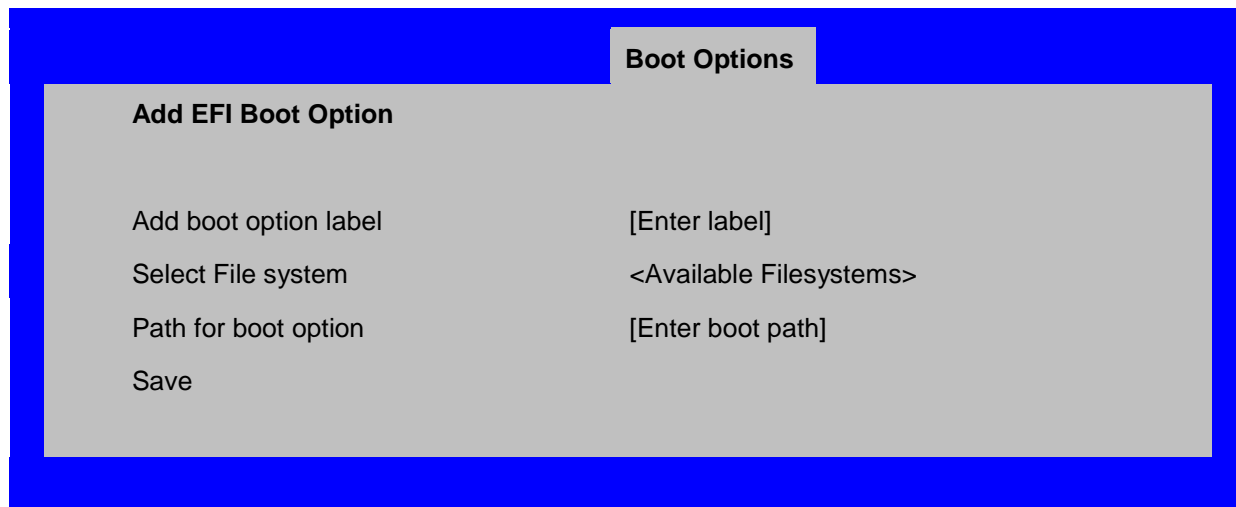 Boot Options
Add EFI Boot Option
Add boot option label [Enter label]
Select File system <Available Filesystems>
Path for boot option [Enter boot path]
Save